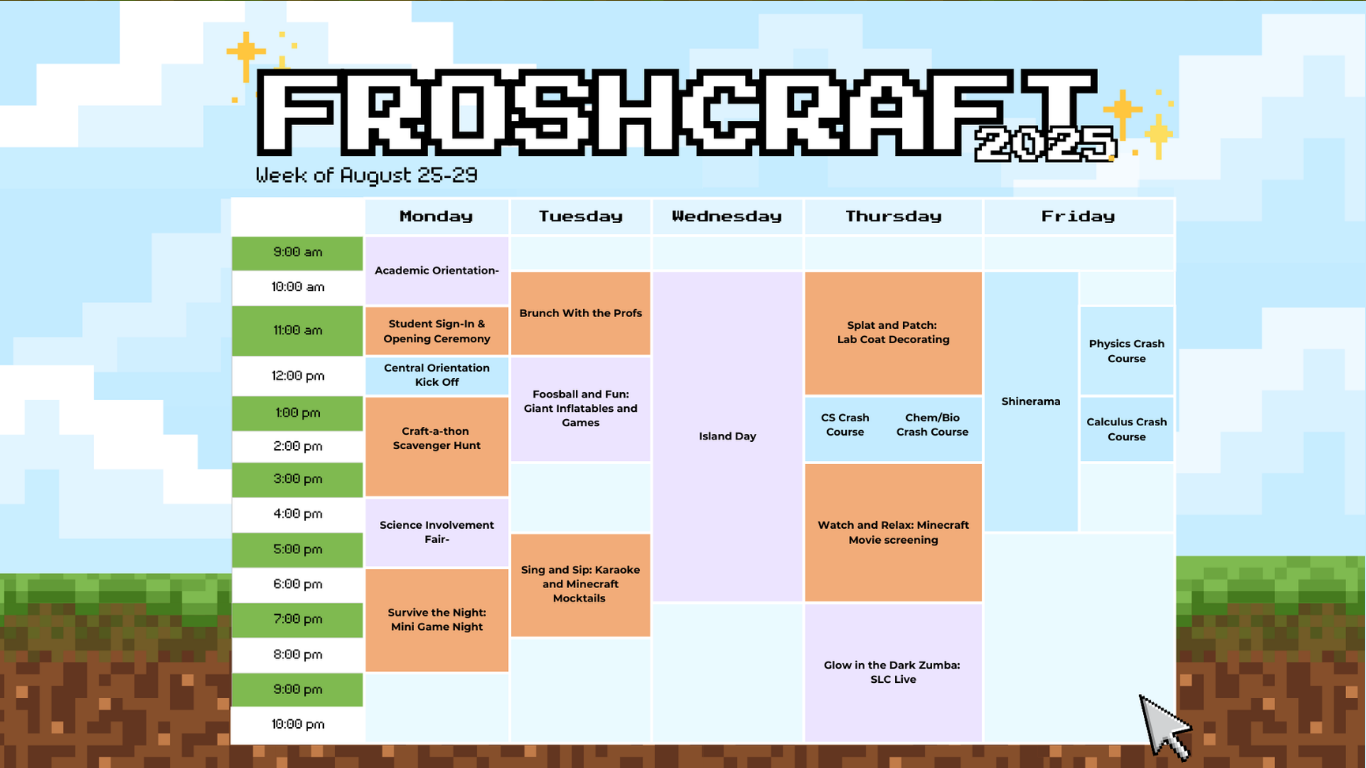 FROSHCRAFT
2025
Week of August 25-29
Monday
Tuesday
Wednesday
Thursday
Friday
9:00 am
10:00 am
11:00 am
12:00 pm
1:00 pm
2:00 pm
3:00 pm
4:00 pm
5:00 pm
6:00 pm
7:00 pm
8:00 pm
9:00 pm
10:00 pm
Academic Orientation-
Student Sign-In &
Opening Ceremony
Central Orientation
Kick Off
Craft-a-thon
Scavenger Hunt
Science Involvement
Fair-
Survive the Night:
Mini Game Night
Brunch With the Profs
Foosball and Fun:
Giant Inflatables and
Games
Sing and Sip: Karaoke
and Minecraft
Mocktails
Island Day
Splat and Patch:
Lab Coat Decorating
CS Crash
Course
Chem/Bio
Crash Course
Watch and Relax: Minecraft
Movie screening
Glow in the Dark Zumba:
SLC Live
Shinerama
Physics Crash
Course
Calculus Crash
Course